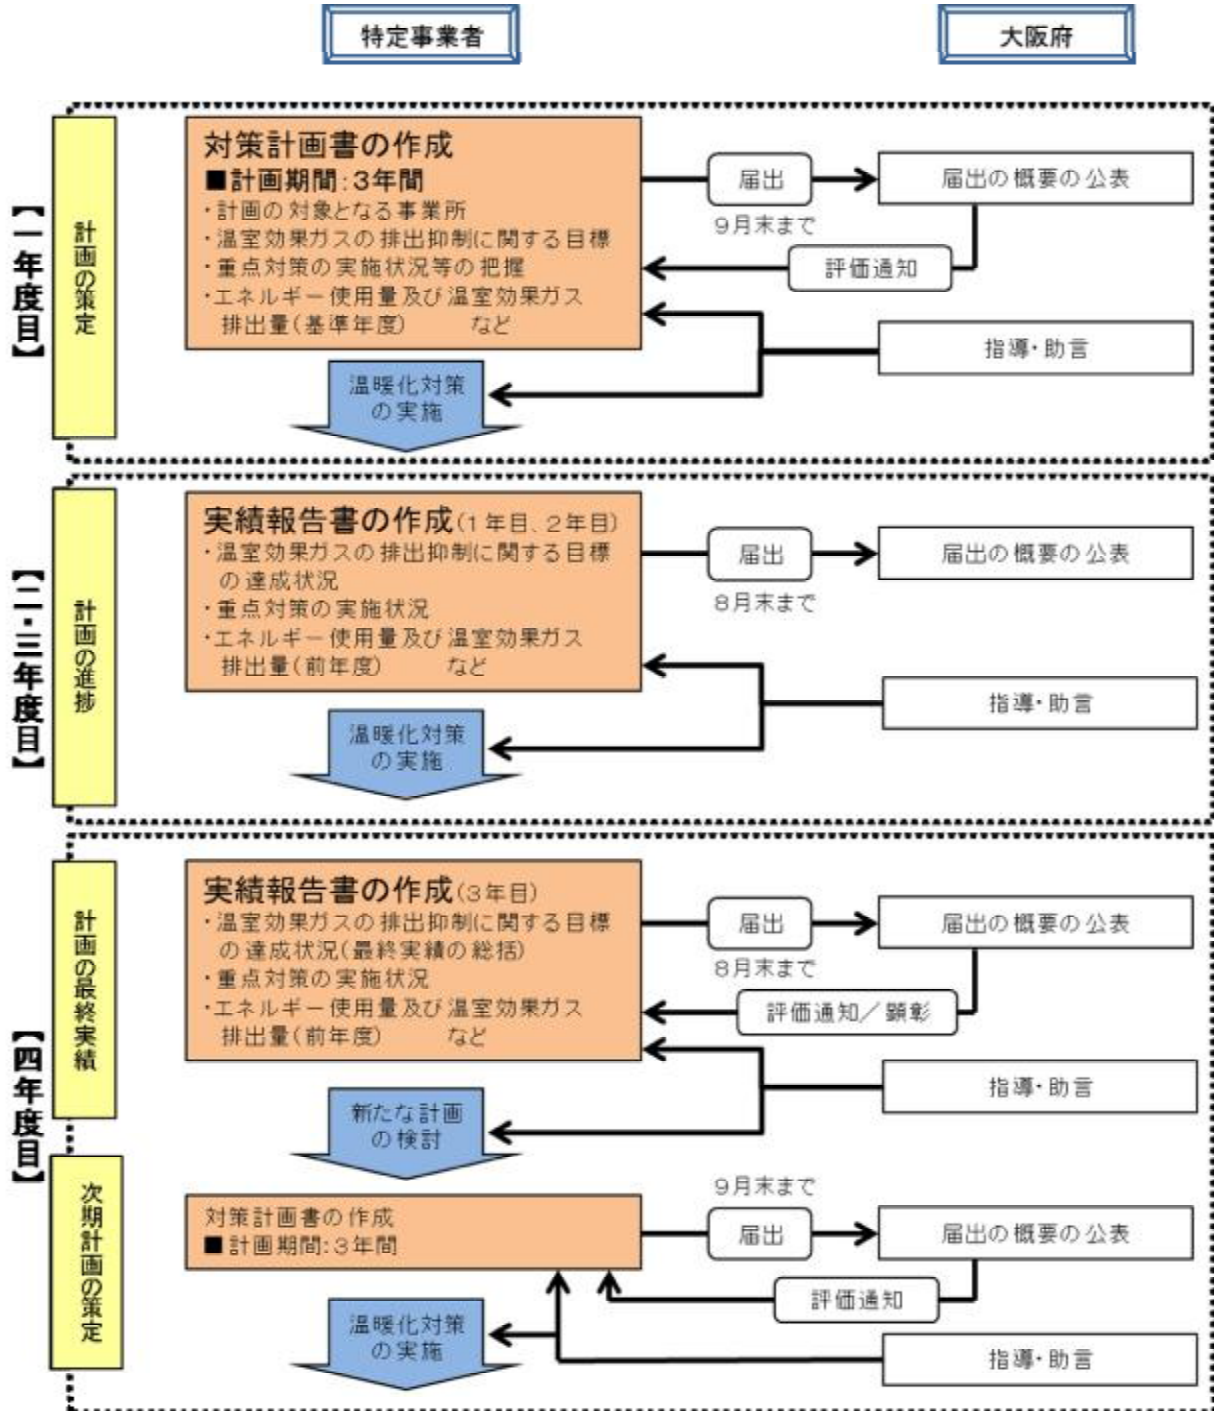 特定事業者
大阪府
【一年度目】
計画の策定
対策計画書の作成
■計画期間:3年間
・計画の対象となる事業所
・温室効果ガスの排出抑制に関する目標
・重点対策の実施状況等の把握
・エネルギー使用量及び温室効果ガス
排出量(基準年度) など
届出
9月末まで
届出の概要の公表
評価通知
指導・助言
温暖化対策
の実施
【二・三年度目】
計画の進捗
実績報告書の作成(1年目、2年目)
・温室効果ガスの排出抑制に関する目標
の達成状況
・重点対策の実施状況
・エネルギー使用量及び温室効果ガス
排出量(前年度) など
届出
8月末まで
届出の概要の公表
指導・助言
温暖化対策
の実施
【四年度目】
計画の最終実績
実績報告書の作成(3年目)
・温室効果ガスの排出抑制に関する目標
の達成状況(最終実績の総括)
・重点対策の実施状況
・エネルギー使用量及び温室効果ガス
排出量(前年度) など
届出
8月末まで
届出の概要の公表
評価通知/顕彰
指導・助言
新たな計画
の検討
次期計画の策定
対策計画書の作成
■計画期間:3年間
9月末まで
届出
届出の概要の公表
評価通知
指導・助言
温暖化対策
の実施